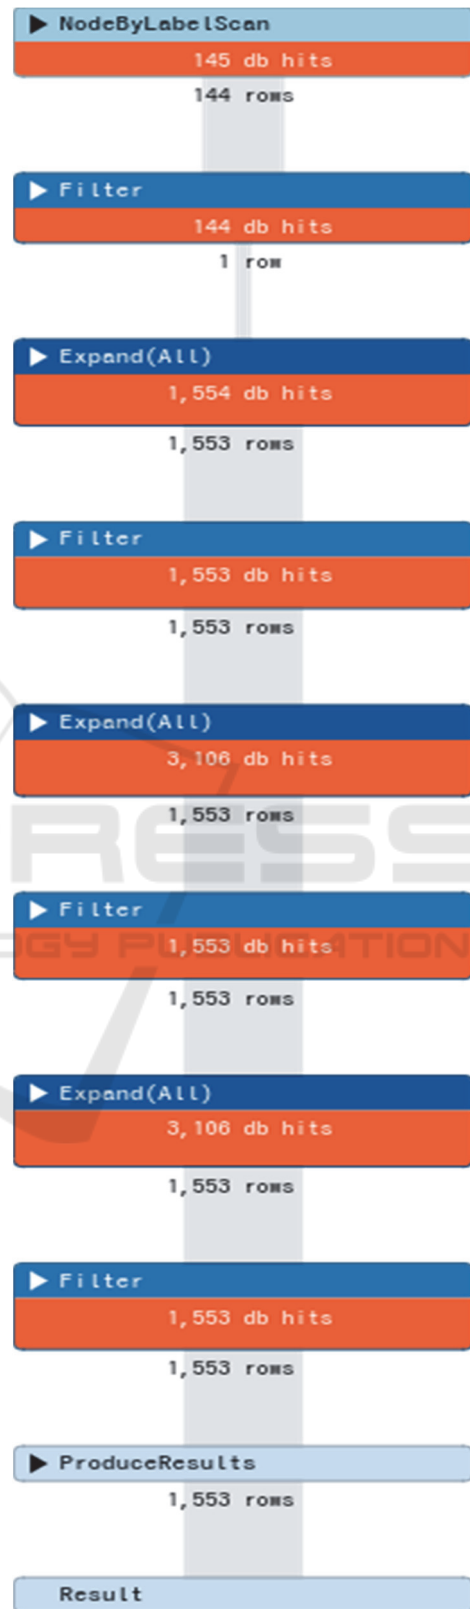 NodeByLabelScan
145 db hits
144 rows
Filter
144 db hits
1 row
Expand(All)
1,554 db hits
1,553 rows
Filter
1,553 db hits
1,553 rows
Expand(All)
3,106 db hits
1,553 rows
RESS
Filter
OGY PUBLICATION
1,553 db hits
1,553 rows
Expand(All)
3,106 db hits
1,553 rows
Filter
1,553 db hits
1,553 rows
ProduceResults
1,553 rows
Result